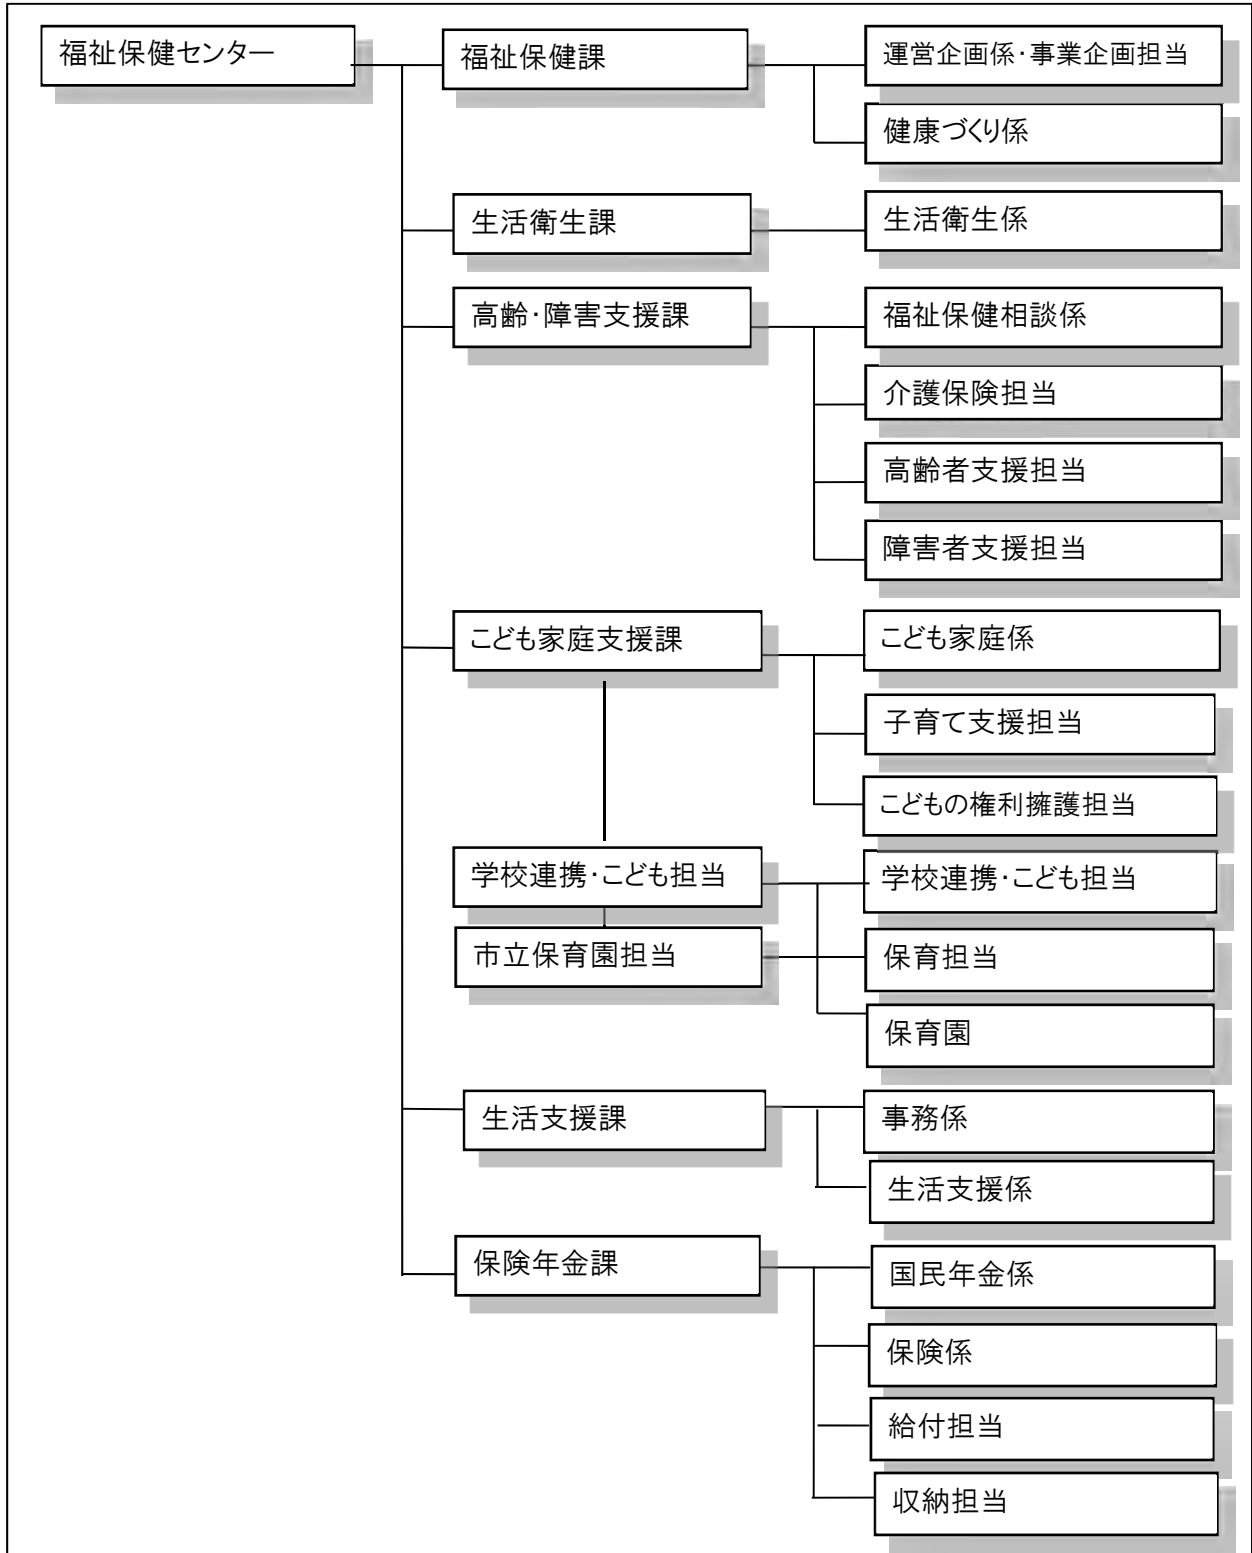 福祉保健センター
福祉保健課
運営企画係・事業企画担当
健康づくり係
生活衛生課
生活衛生係
高齢・障害支援課
福祉保健相談係
介護保険担当
高齢者支援担当
障害者支援担当
こども家庭支援課
こども家庭係
子育て支援担当
こどもの権利擁護担当
学校連携・こども担当
学校連携・こども担当
市立保育園担当
保育担当
保育園
生活支援課
事務係
生活支援係
保険年金課
国民年金係
保険係
給付担当
収納担当